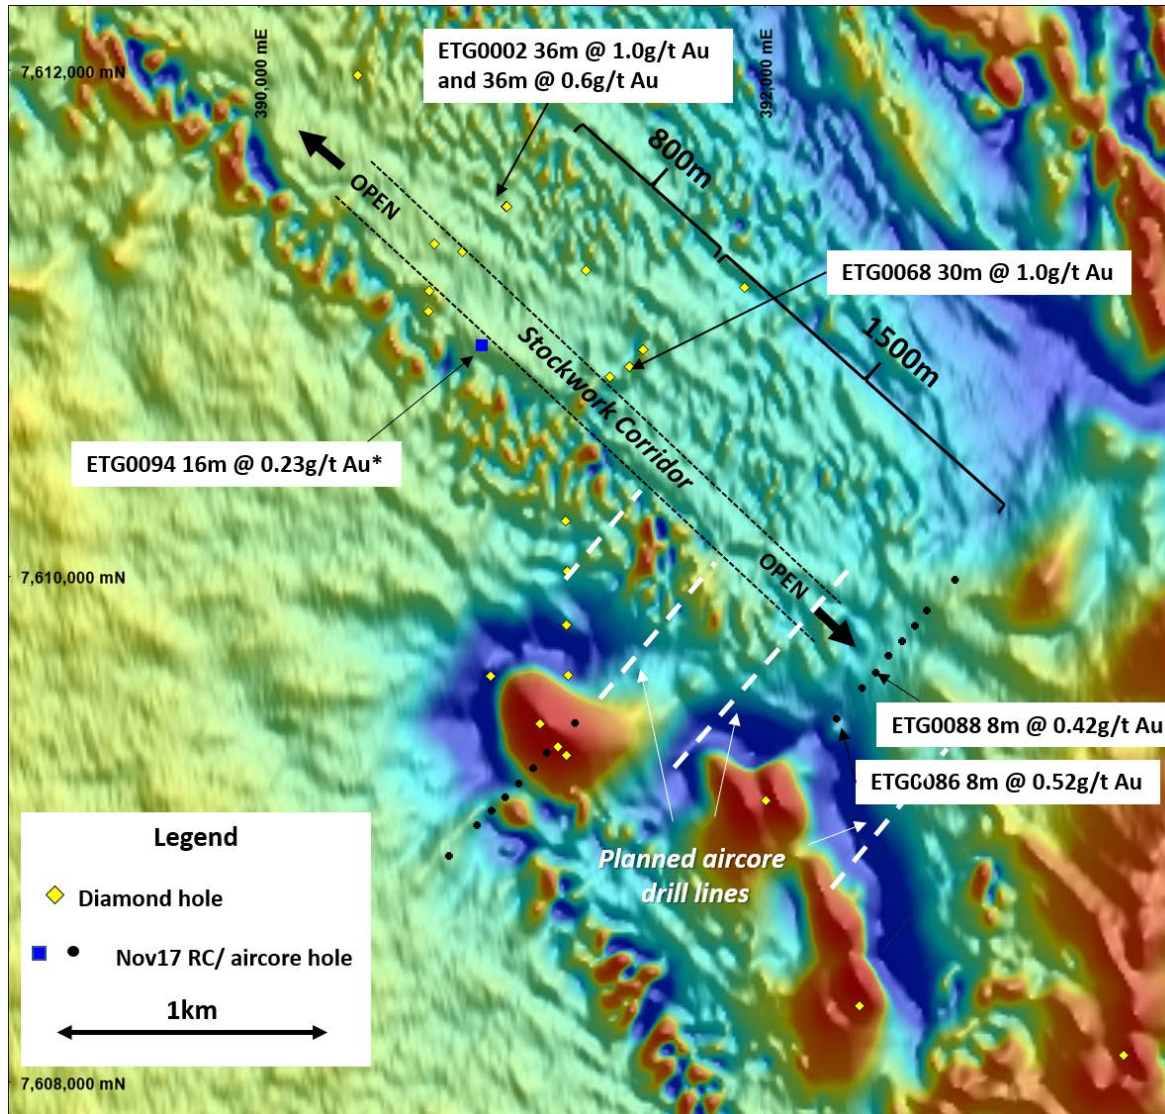 ETG0002 36m @ 1.0g/t Au
and 36m @ 0.6g/t Au
7,612,000 mN
390,000 mE
392,000 mE
800m
OPEN
ETG0068 30m @ 1.0g/t Au
1500m
Stockwork Corridor
ETG0094 16m @ 0.23g/t Au*
7,610,000 mN
OPEN
ETG0088 8m @ 0.42g/t Au
ETG0086 8m @ 0.52g/t Au
Planned aircore
drill lines
Legend
Diamond hole
Nov17 RC/ aircore hole
1km
7,608,000 mN